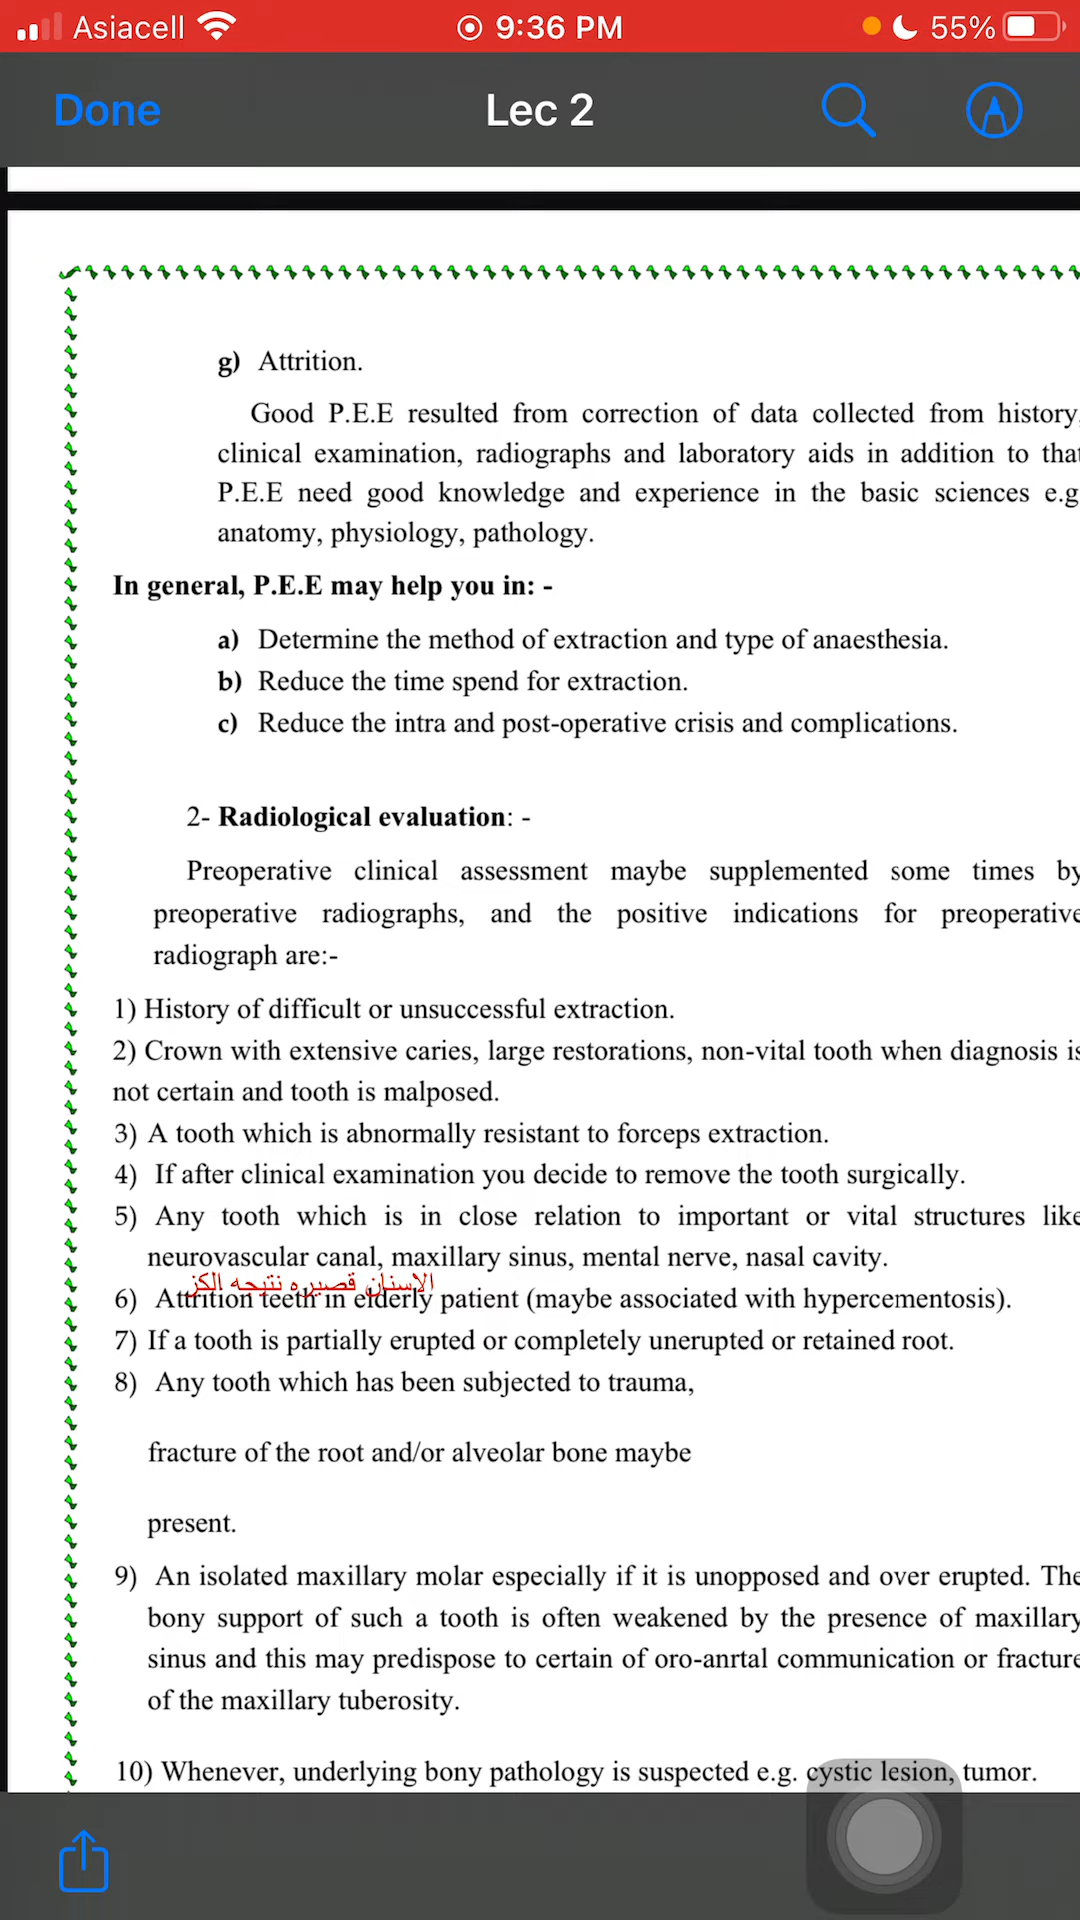 Asiacell 9:36 PM 55%
Done Lec 2
g) Attrition.
Good P.E.E resulted from correction of data collected from history,
clinical examination, radiographs and laboratory aids in addition to that
P.E.E need good knowledge and experience in the basic sciences e.g
anatomy, physiology, pathology.
In general, P.E.E may help you in: -
a) Determine the method of extraction and type of anaesthesia.
b) Reduce the time spend for extraction.
c) Reduce the intra and post-operative crisis and complications.
2- Radiological evaluation: -
Preoperative clinical assessment maybe supplemented some times by
preoperative radiographs, and the positive indications for preoperative
radiograph are:-
1) History of difficult or unsuccessful extraction.
2) Crown with extensive caries, large restorations, non-vital tooth when diagnosis is
not certain and tooth is malposed.
3) A tooth which is abnormally resistant to forceps extraction.
4) If after clinical examination you decide to remove the tooth surgically.
5) Any tooth which is in close relation to important or vital structures like
neurovascular canal, maxillary sinus, mental nerve, nasal cavity.
الاسنان قصيره نتيجه الكز
6) Attrition teeth in elderly patient (maybe associated with hypercementosis).
7) If a tooth is partially erupted or completely unerupted or retained root.
8) Any tooth which has been subjected to trauma,
fracture of the root and/or alveolar bone maybe
present.
9) An isolated maxillary molar especially if it is unopposed and over erupted. The
bony support of such a tooth is often weakened by the presence of maxillary
sinus and this may predispose to certain of oro-anrtal communication or fracture
of the maxillary tuberosity.
10) Whenever, underlying bony pathology is suspected e.g. cystic lesion, tumor.